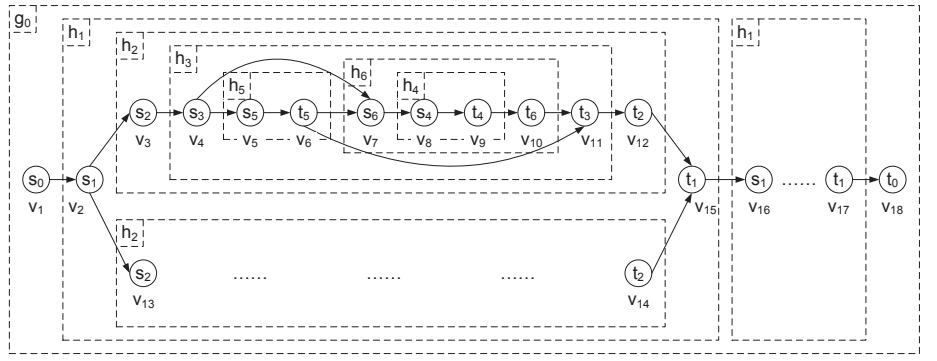 g₀
h₁ h₁
h₂
h₃
h₆
h₅ h₄
s₂ s₃ s₅ t₅ s₆ s₄ t₄ t₆ t₃ t₂
v₃ v₄ v₅ v₆ v₇ v₈ v₉ v₁₀ v₁₁ v₁₂
s₀ s₁ t₁ s₁ ...... t₁ t₀
v₁ v₂ v₁₅ v₁₆ v₁₇ v₁₈
h₂
s₂ ...... ...... ...... t₂
v₁₃ v₁₄